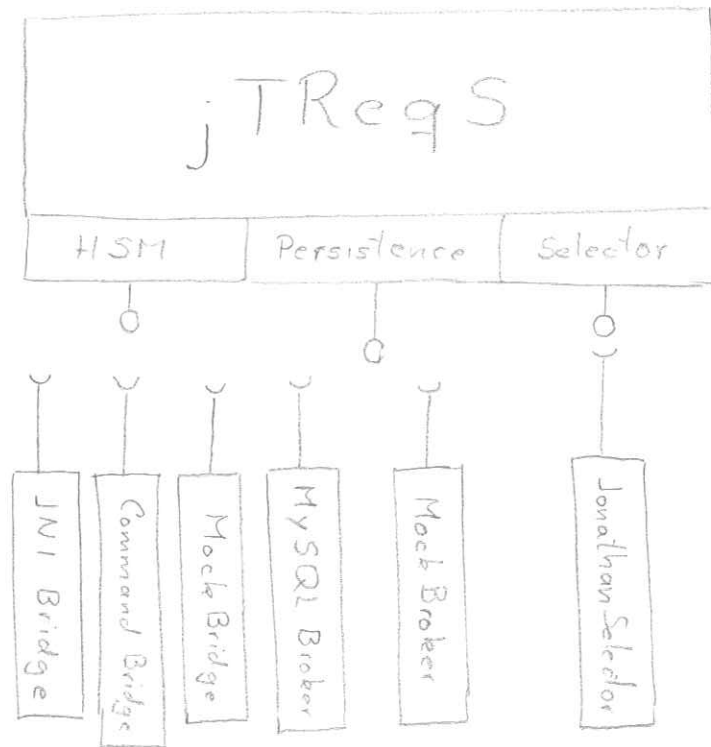 jTReqS
HSM
Persistence
Selector
JNI Bridge
Command Bridge
Mock Bridge
MySQL Broker
Mock Broker
Jonathan Selector